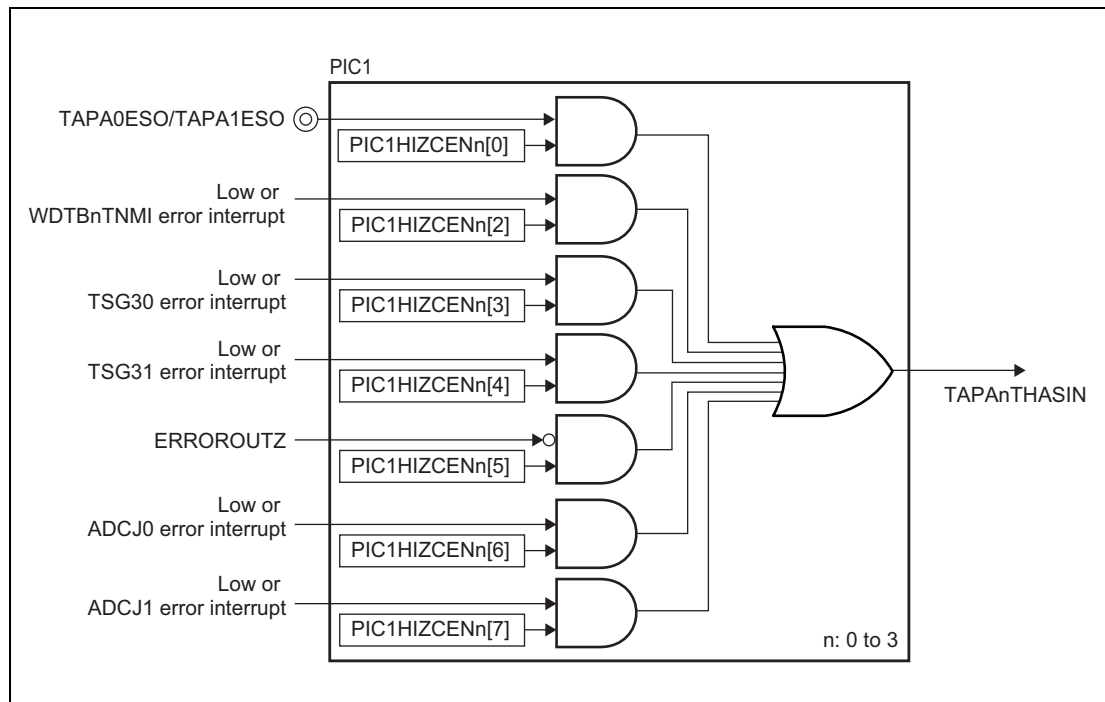 PIC1
TAPA0ESO/TAPA1ESO
PIC1HIZCENn[0]
Low or
WDTBnTNMI error interrupt
PIC1HIZCENn[2]
Low or
TSG30 error interrupt
PIC1HIZCENn[3]
Low or
TSG31 error interrupt
PIC1HIZCENn[4]
TAPAnTHASIN
ERROROUTZ
PIC1HIZCENn[5]
Low or
ADCJ0 error interrupt
PIC1HIZCENn[6]
Low or
ADCJ1 error interrupt
PIC1HIZCENn[7]
n: 0 to 3